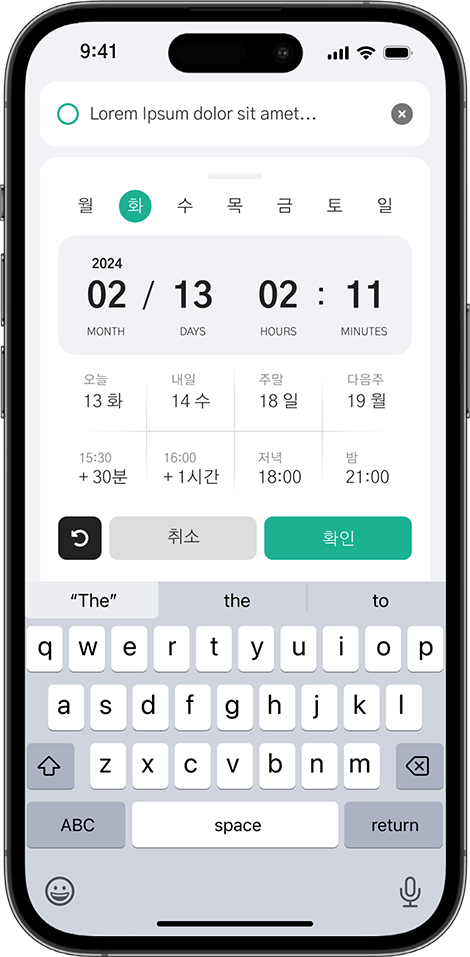 9:41
Lorem Ipsum dolor sit amet...
월 화 수 목 금 토 일
2024
02 / 13 02 : 11
MONTH DAYS HOURS MINUTES
오늘 내일 주말 다음주
13 화 14 수 18 일 19 월
15:30 16:00 저녁 밤
+ 30분 + 1시간 18:00 21:00
취소 확인
“The” the to
q w e r t y u i o p
a s d f g h j k l
z x c v b n m
ABC space return